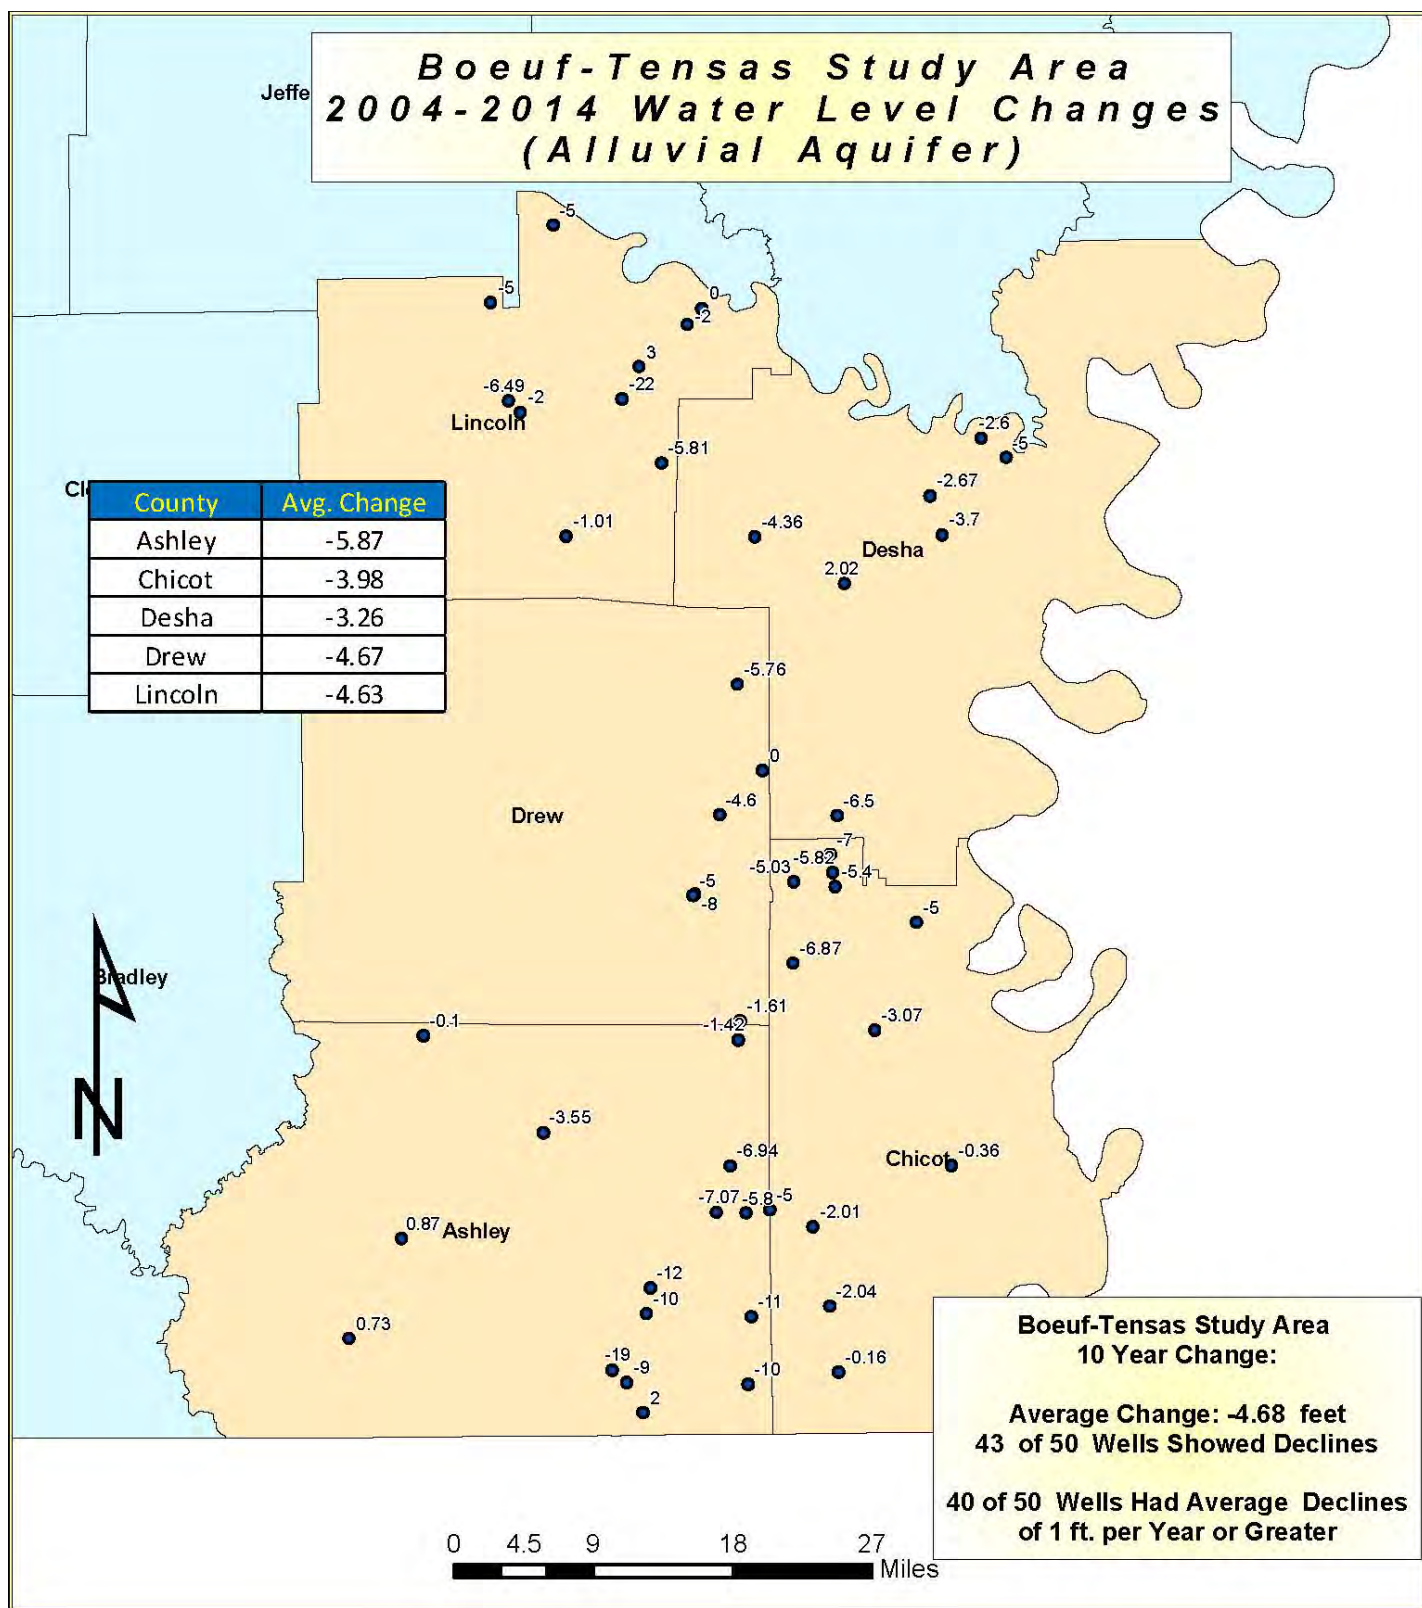 Boeuf-Tensas Study Area
2004-2014 Water Level Changes
(Alluvial Aquifer)
Jeffe
-5
-5
0
-2
3
-22
-6.49
-2
Lincoln
-5.81
-1.01
-2.6
-5
-2.67
-3.7
-4.36
Desha
2.02
Cl
County Avg. Change
Ashley -5.87
Chicot -3.98
Desha -3.26
Drew -4.67
Lincoln -4.63
-5.76
0
-4.6
-6.5
Drew
-7
-5.82
-5.03
-5.4
-5
-8
-5
-6.87
Bradley
-1.61
-3.07
-0.1
-1.42
N
-3.55
-6.94
Chicot
-0.36
-7.07
-5.8
-5
-2.01
0.87
Ashley
-12
-10
-11
-2.04
0.73
-19
-9
-10
-0.16
2
Boeuf-Tensas Study Area
10 Year Change:
Average Change: -4.68 feet
43 of 50 Wells Showed Declines
40 of 50 Wells Had Average Declines
of 1 ft. per Year or Greater
0 4.5 9 18 27
Miles